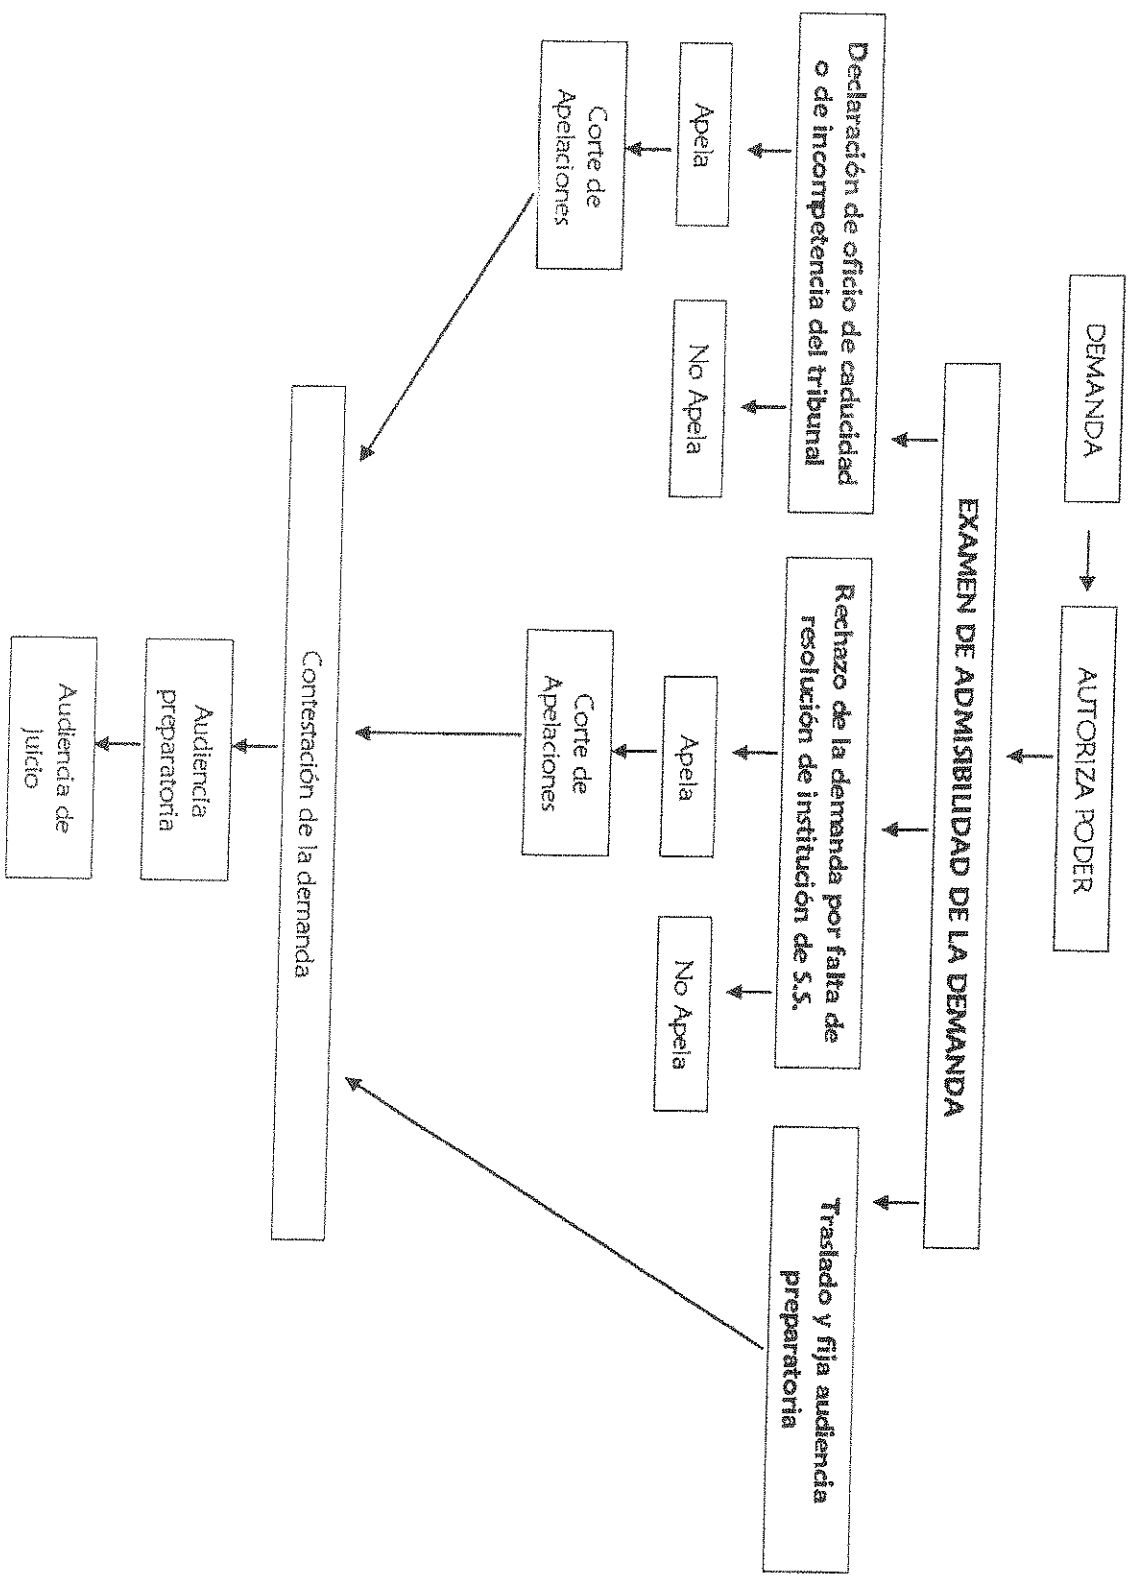 DEMANDA
AUTORIZA PODER
EXAMEN DE ADMISIBILIDAD DE LA DEMANDA
Declaración de oficio de caducidad
o de incompetencia del tribunal
Rechazo de la demanda por falta de
resolución de institución de S.S.
Traslado y fija audiencia
preparatoria
Apela
No Apela
Apela
No Apela
Corte de
Apelaciones
Corte de
Apelaciones
Contestación de la demanda
Audiencia
preparatoria
Audiencia de
juicio